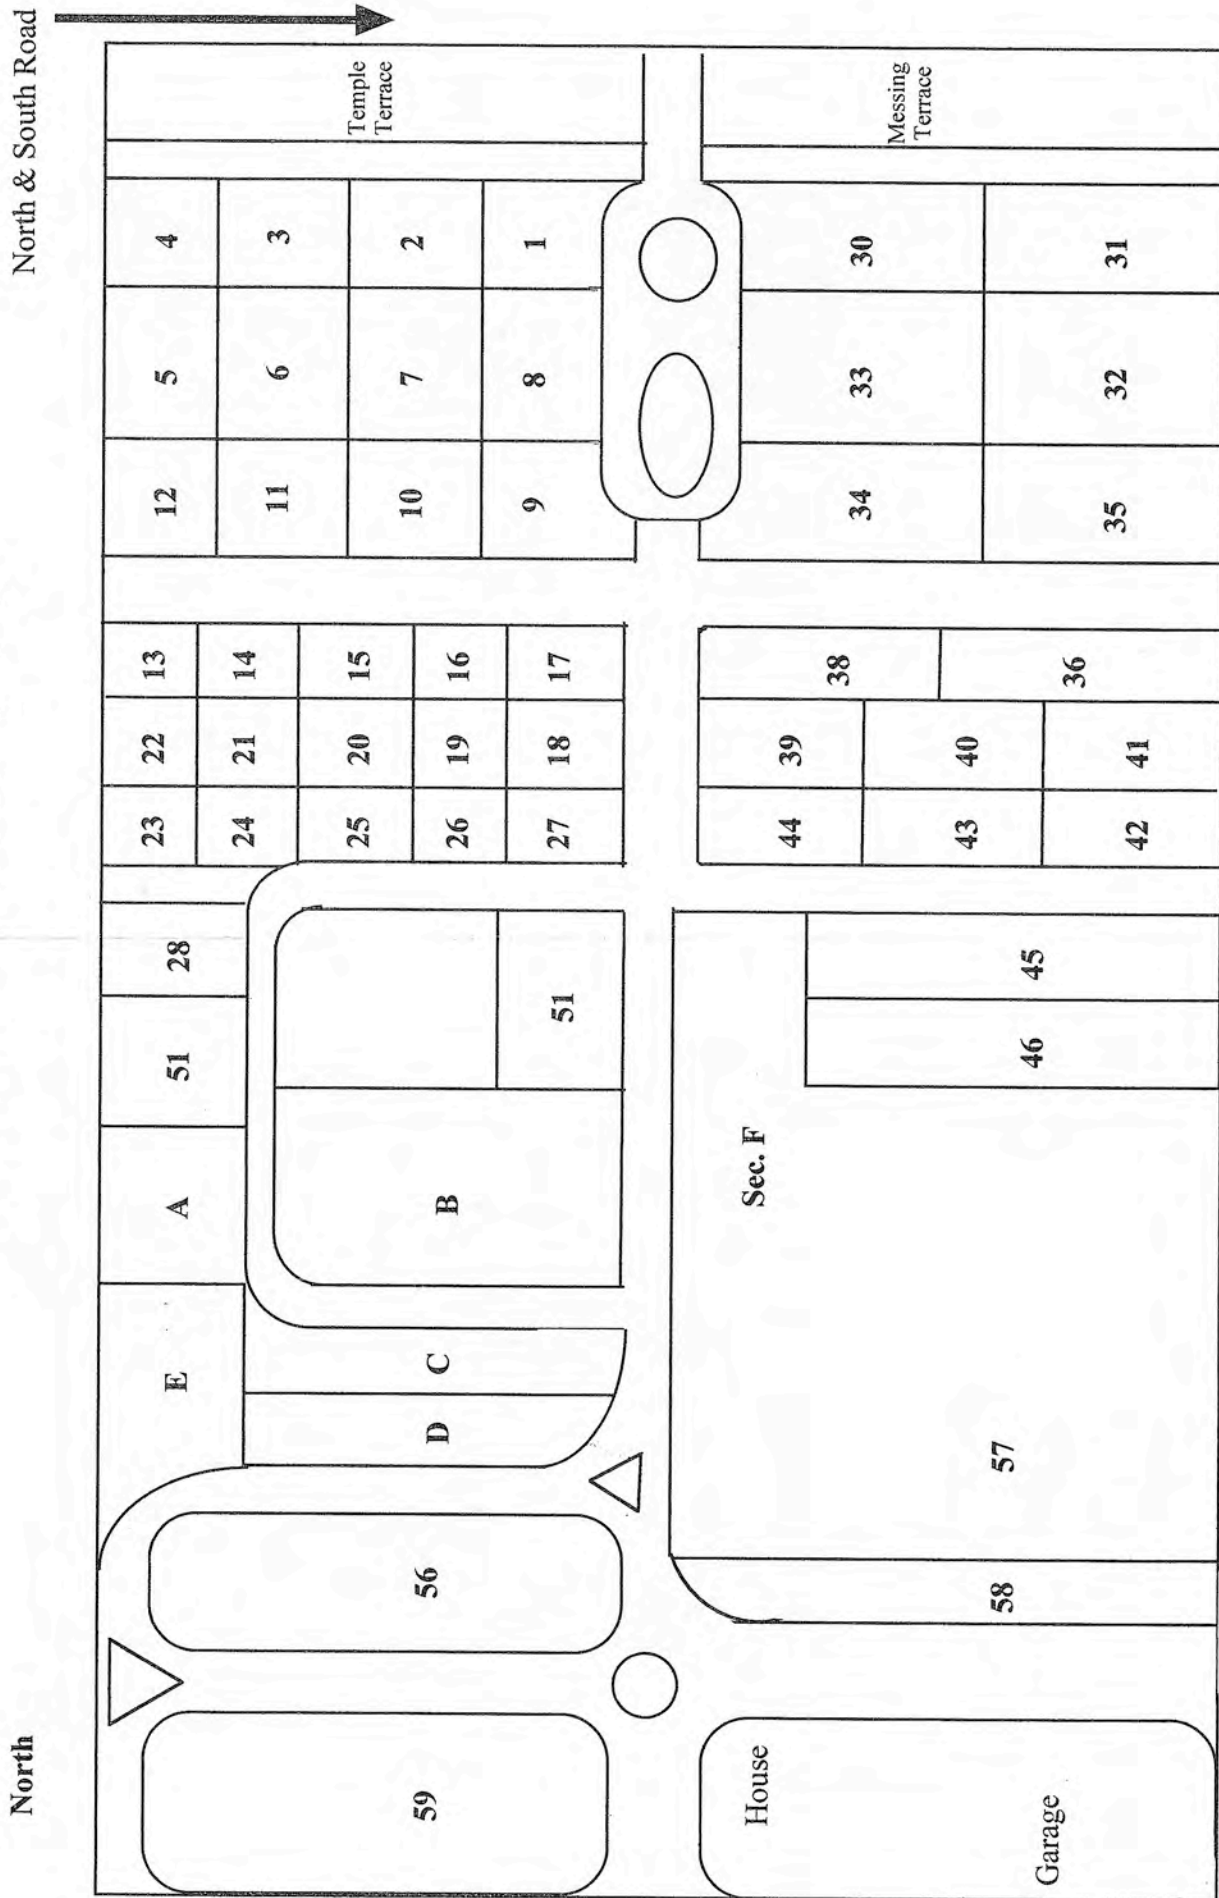 North
North & South Road
E A 51 28 23 22 13 12 5 4
24 21 14 11 6 3
Temple
Terrace
25 20 15 10 7 2
59 56 D C B 26 19 16
51 27 18 17 9 8 1
House
Sec. F
44 39 38 34 33 30
Messing
Terrace
43 40
58 57 46 45 36
Garage
42 41 35 32 31